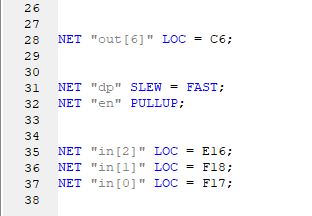 26
27
28 NET "out[6]" LOC = C6;
29
30
31 NET "dp" SLEW = FAST;
32 NET "en" PULLUP;
33
34
35 NET "in[2]" LOC = E16;
36 NET "in[1]" LOC = F18;
37 NET "in[0]" LOC = F17;
38